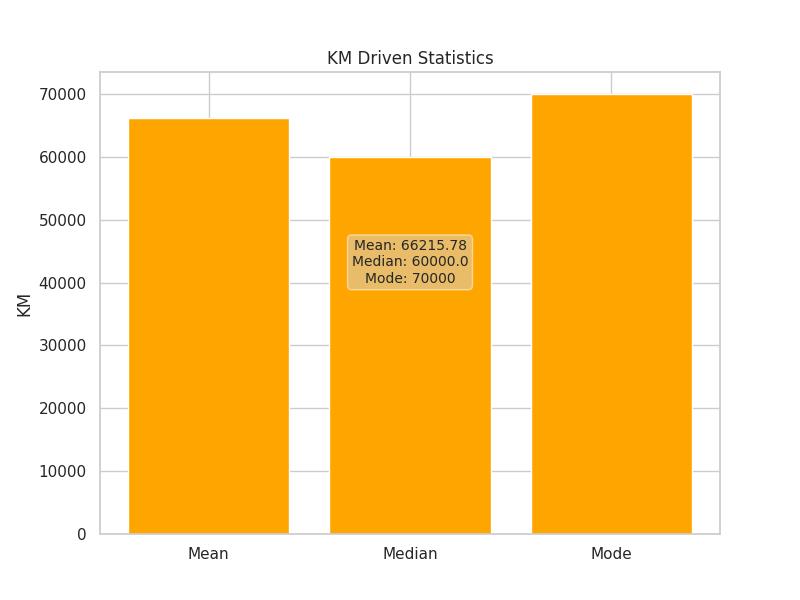 KM Driven Statistics
70000
60000
50000
40000
30000
20000
10000
0
KM
Mean: 66215.78
Median: 60000.0
Mode: 70000
Mean
Median
Mode